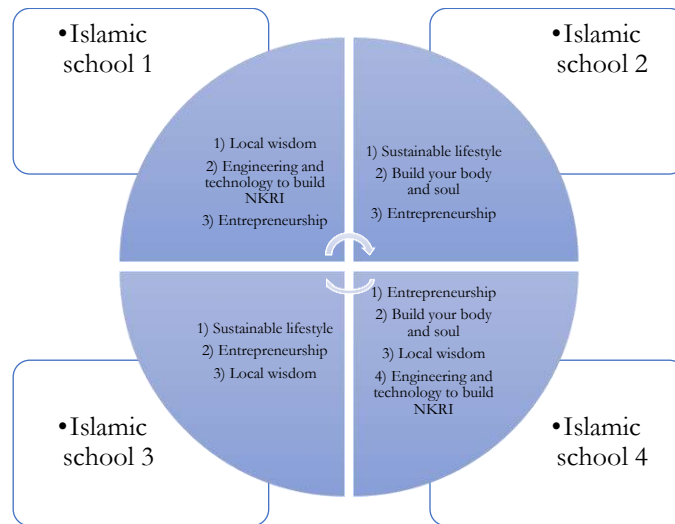 •Islamic
school 1
•Islamic
school 2
1) Local wisdom
2) Engineering and
technology to build
NKRI
3) Entrepreneurship
1) Sustainable lifestyle
2) Build your body
and soul
3) Entrepreneurship
1) Sustainable lifestyle
2) Entrepreneurship
3) Local wisdom
1) Entrepreneurship
2) Build your body
and soul
3) Local wisdom
4) Engineering and
technology to build
NKRI
•Islamic
school 3
•Islamic
school 4